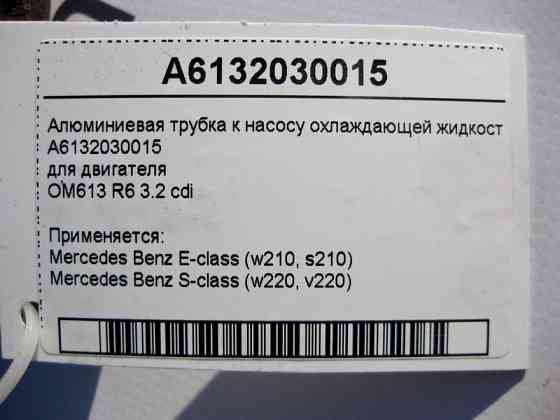 A6132030015
Алюминиевая трубка к насосу охлаждающей жидкост
A6132030015
для двигателя
OM613 R6 3.2 cdi
Применяется:
Mercedes Benz E-class (w210, s210)
Mercedes Benz S-class (w220, v220)